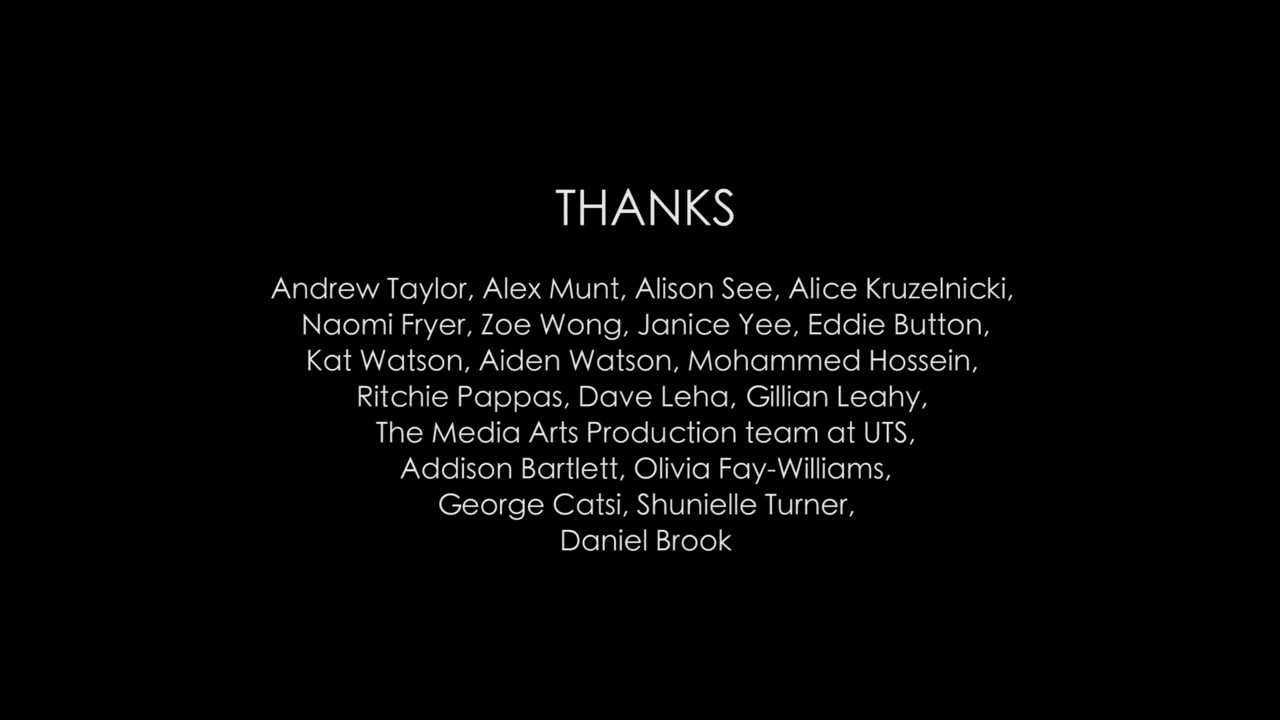 THANKS
Andrew Taylor, Alex Munt, Alison See, Alice Kruzelnicki,
Naomi Fryer, Zoe Wong, Janice Yee, Eddie Button,
Kat Watson, Aiden Watson, Mohammed Hossein,
Ritchie Pappas, Dave Leha, Gillian Leahy,
The Media Arts Production team at UTS,
Addison Bartlett, Olivia Fay-Williams,
George Catsi, Shunielle Turner,
Daniel Brook